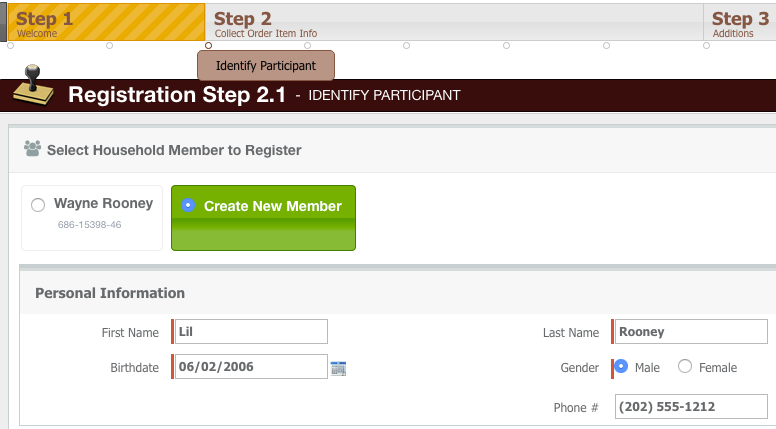 Step 1
Welcome
Step 2
Collect Order Item Info
Step 3
Additions
Identify Participant
Registration Step 2.1 - IDENTIFY PARTICIPANT
Select Household Member to Register
Wayne Rooney
686-15398-46
Create New Member
Personal Information
First Name Lil Last Name Rooney
Birthdate 06/02/2006 Gender Male Female
Phone # (202) 555-1212